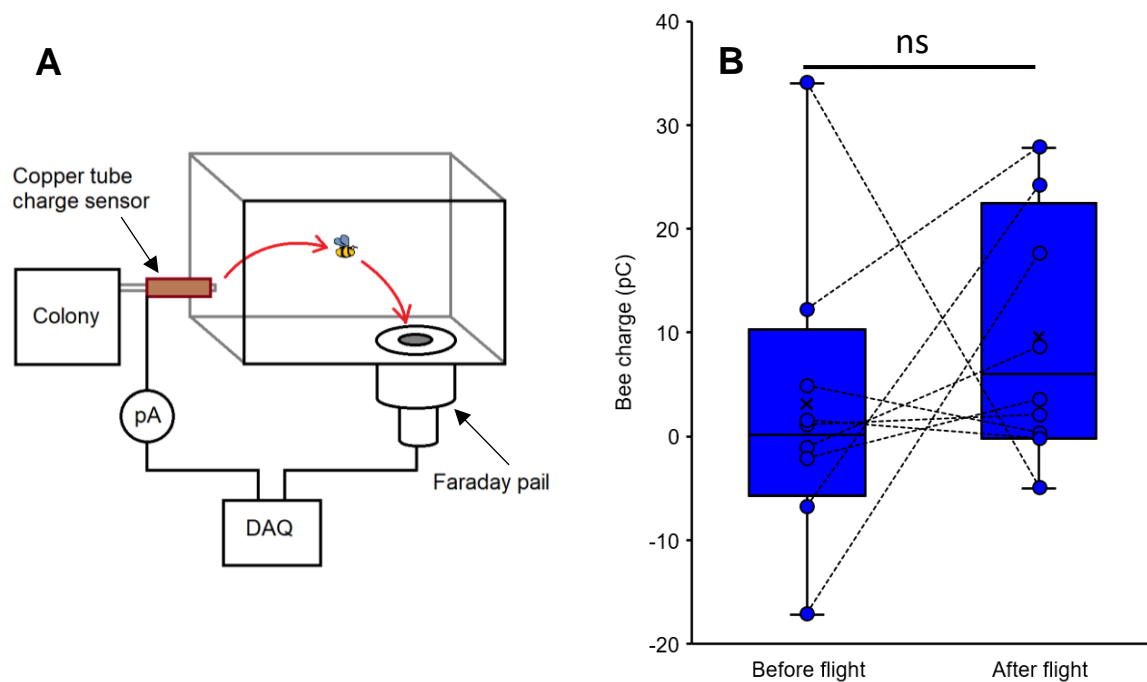 A
Copper tube
charge sensor
Colony
pA
DAQ
Faraday pail
B
ns
Bee charge (pC)
40
30
20
10
0
-10
-20
Before flight
After flight